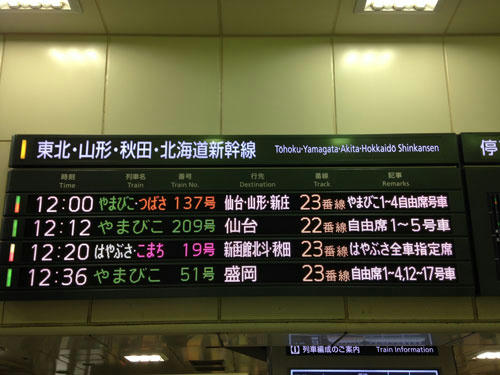 東北・山形・秋田・北海道新幹線 Tōhoku・Yamagata・Akita・Hokkaidō Shinkansen
停
時刻 列車名 番号 行先 番線 記事
Time Train Train No. Destination Track Remarks
12:00 やまびこ・つばさ 137号 仙台・山形・新庄 23番線 やまびこ1~4自由席号車
12:12 やまびこ 209号 仙台 22番線 自由席1~5号車
12:20 はやぶさ・こまち 19号 新函館北斗・秋田 23番線 はやぶさ全車指定席
12:36 やまびこ 51号 盛岡 23番線 自由席1~4,12~17号車
列車編成のご案内 Train Information